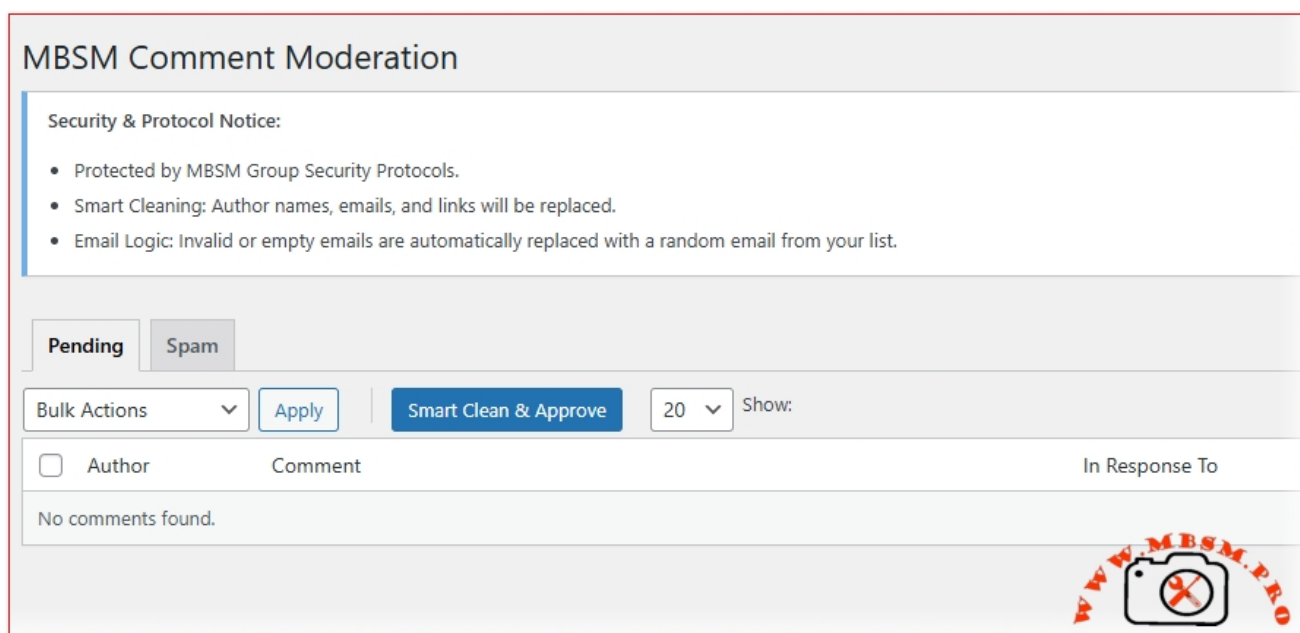 MBSM Comment Moderation
Security & Protocol Notice:
Protected by MBSM Group Security Protocols.
Smart Cleaning: Author names, emails, and links will be replaced.
Email Logic: Invalid or empty emails are automatically replaced with a random email from your list.
Pending Spam
Bulk Actions Apply Smart Clean & Approve 20 Show:
Author Comment In Response To
No comments found.
WWW.MBSM.PRO